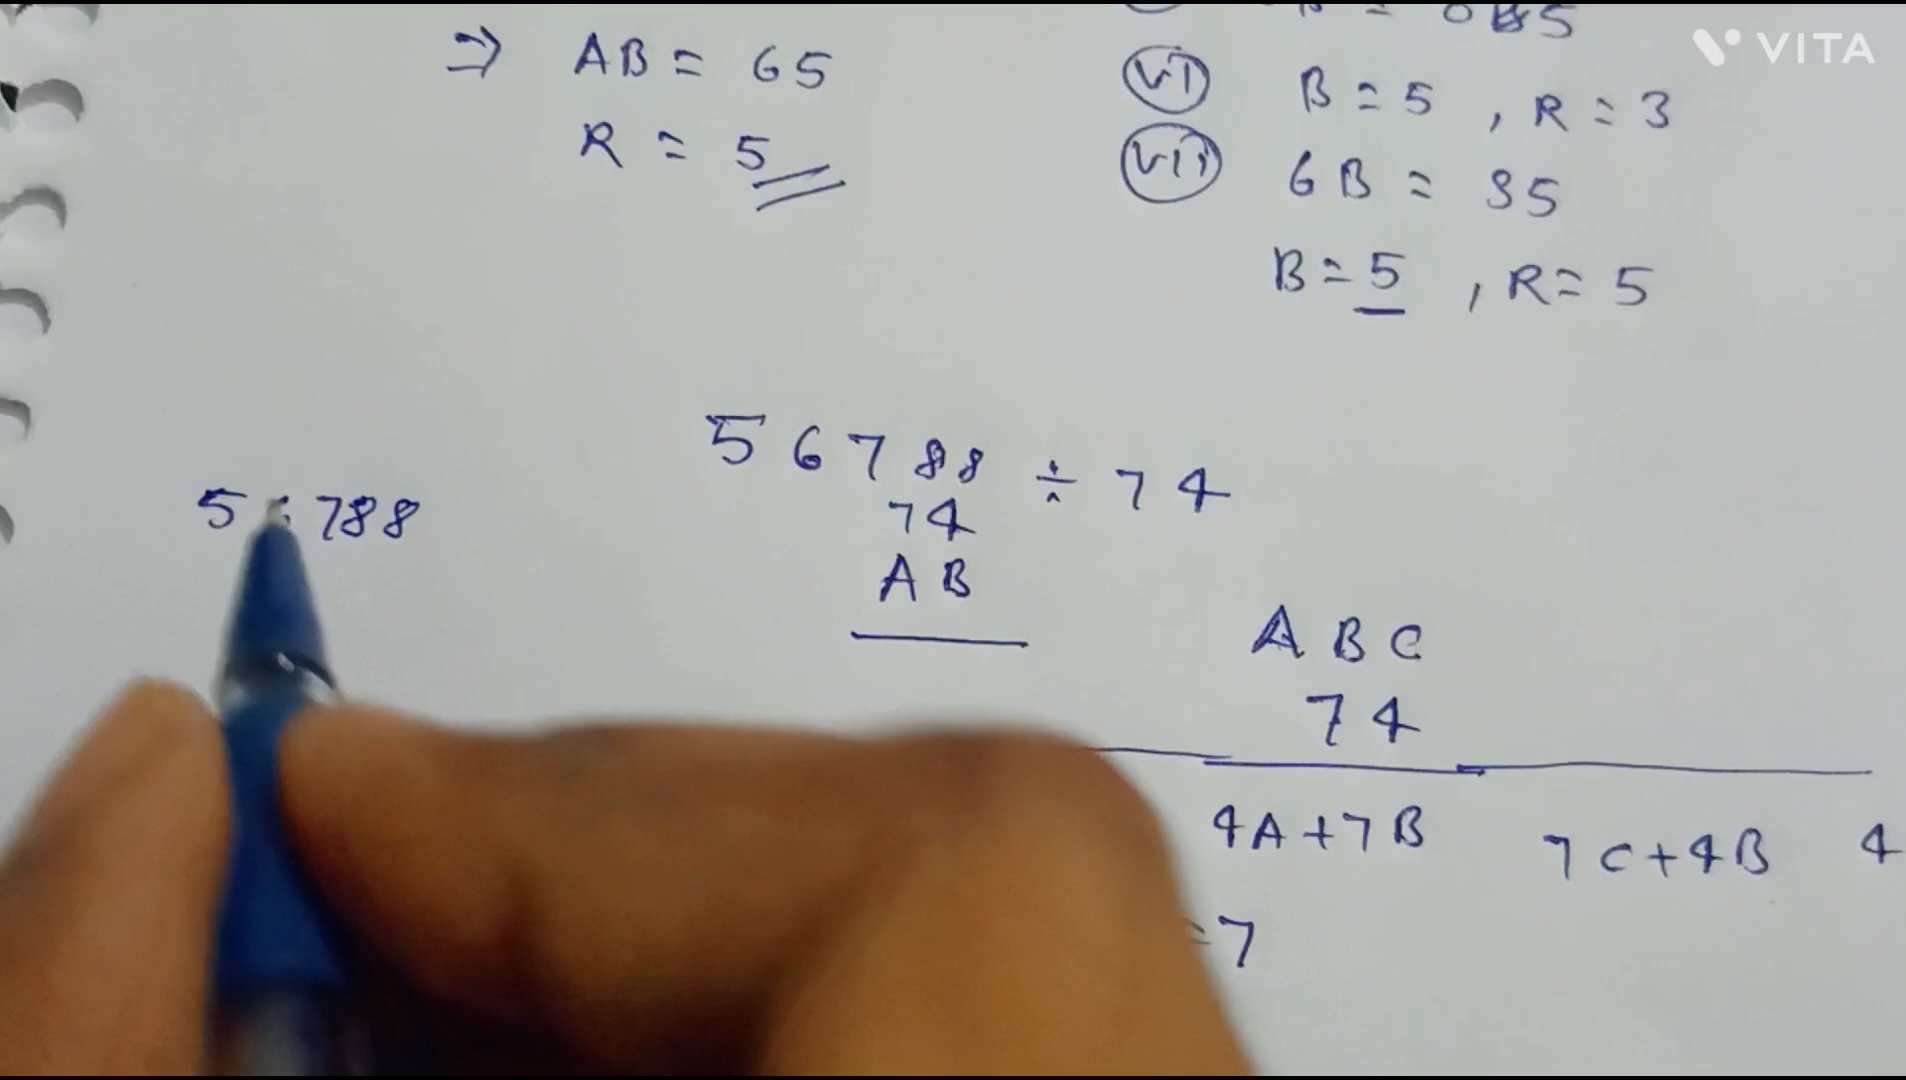 VITA
⇒ AB = 65
R = 5
VI B = 5 , R = 3
VII 6B = 35
B = 5 , R = 5
56788 ÷ 74
74
AB
5 788
ABC
74
4A+7B 7C+4B 4
=7